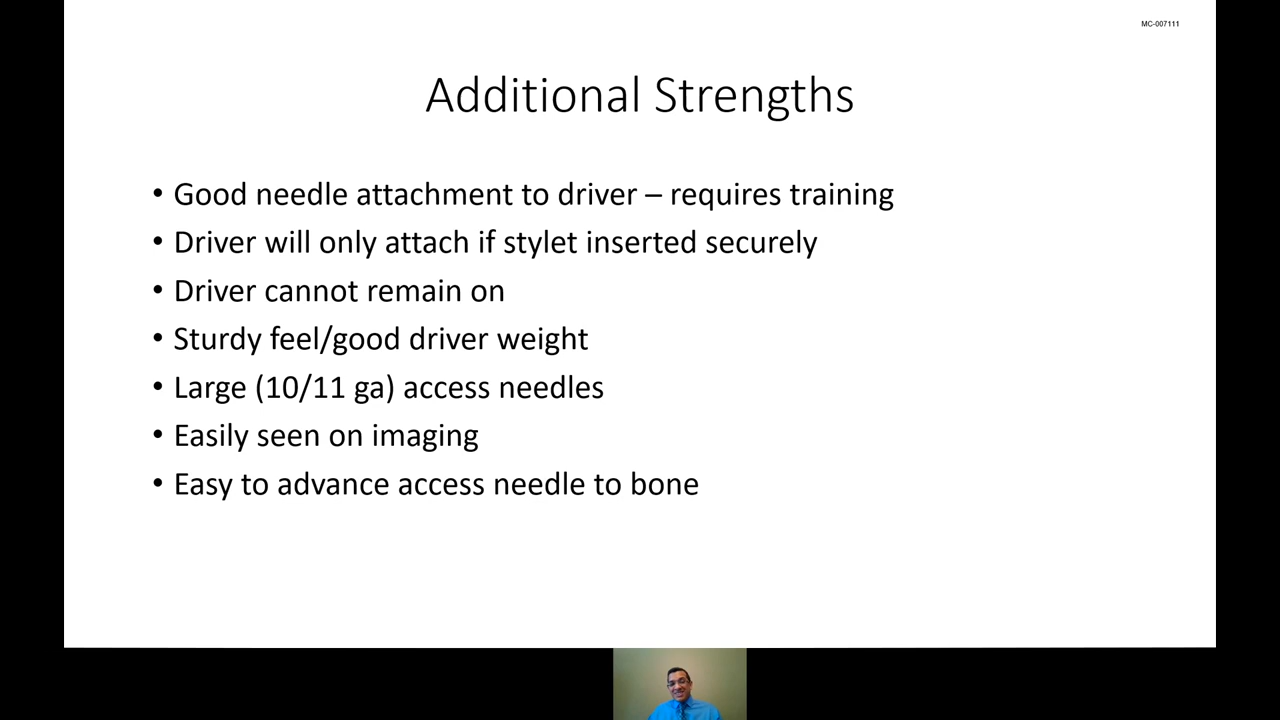 MC-007111
Additional Strengths
• Good needle attachment to driver – requires training
• Driver will only attach if stylet inserted securely
• Driver cannot remain on
• Sturdy feel/good driver weight
• Large (10/11 ga) access needles
• Easily seen on imaging
• Easy to advance access needle to bone